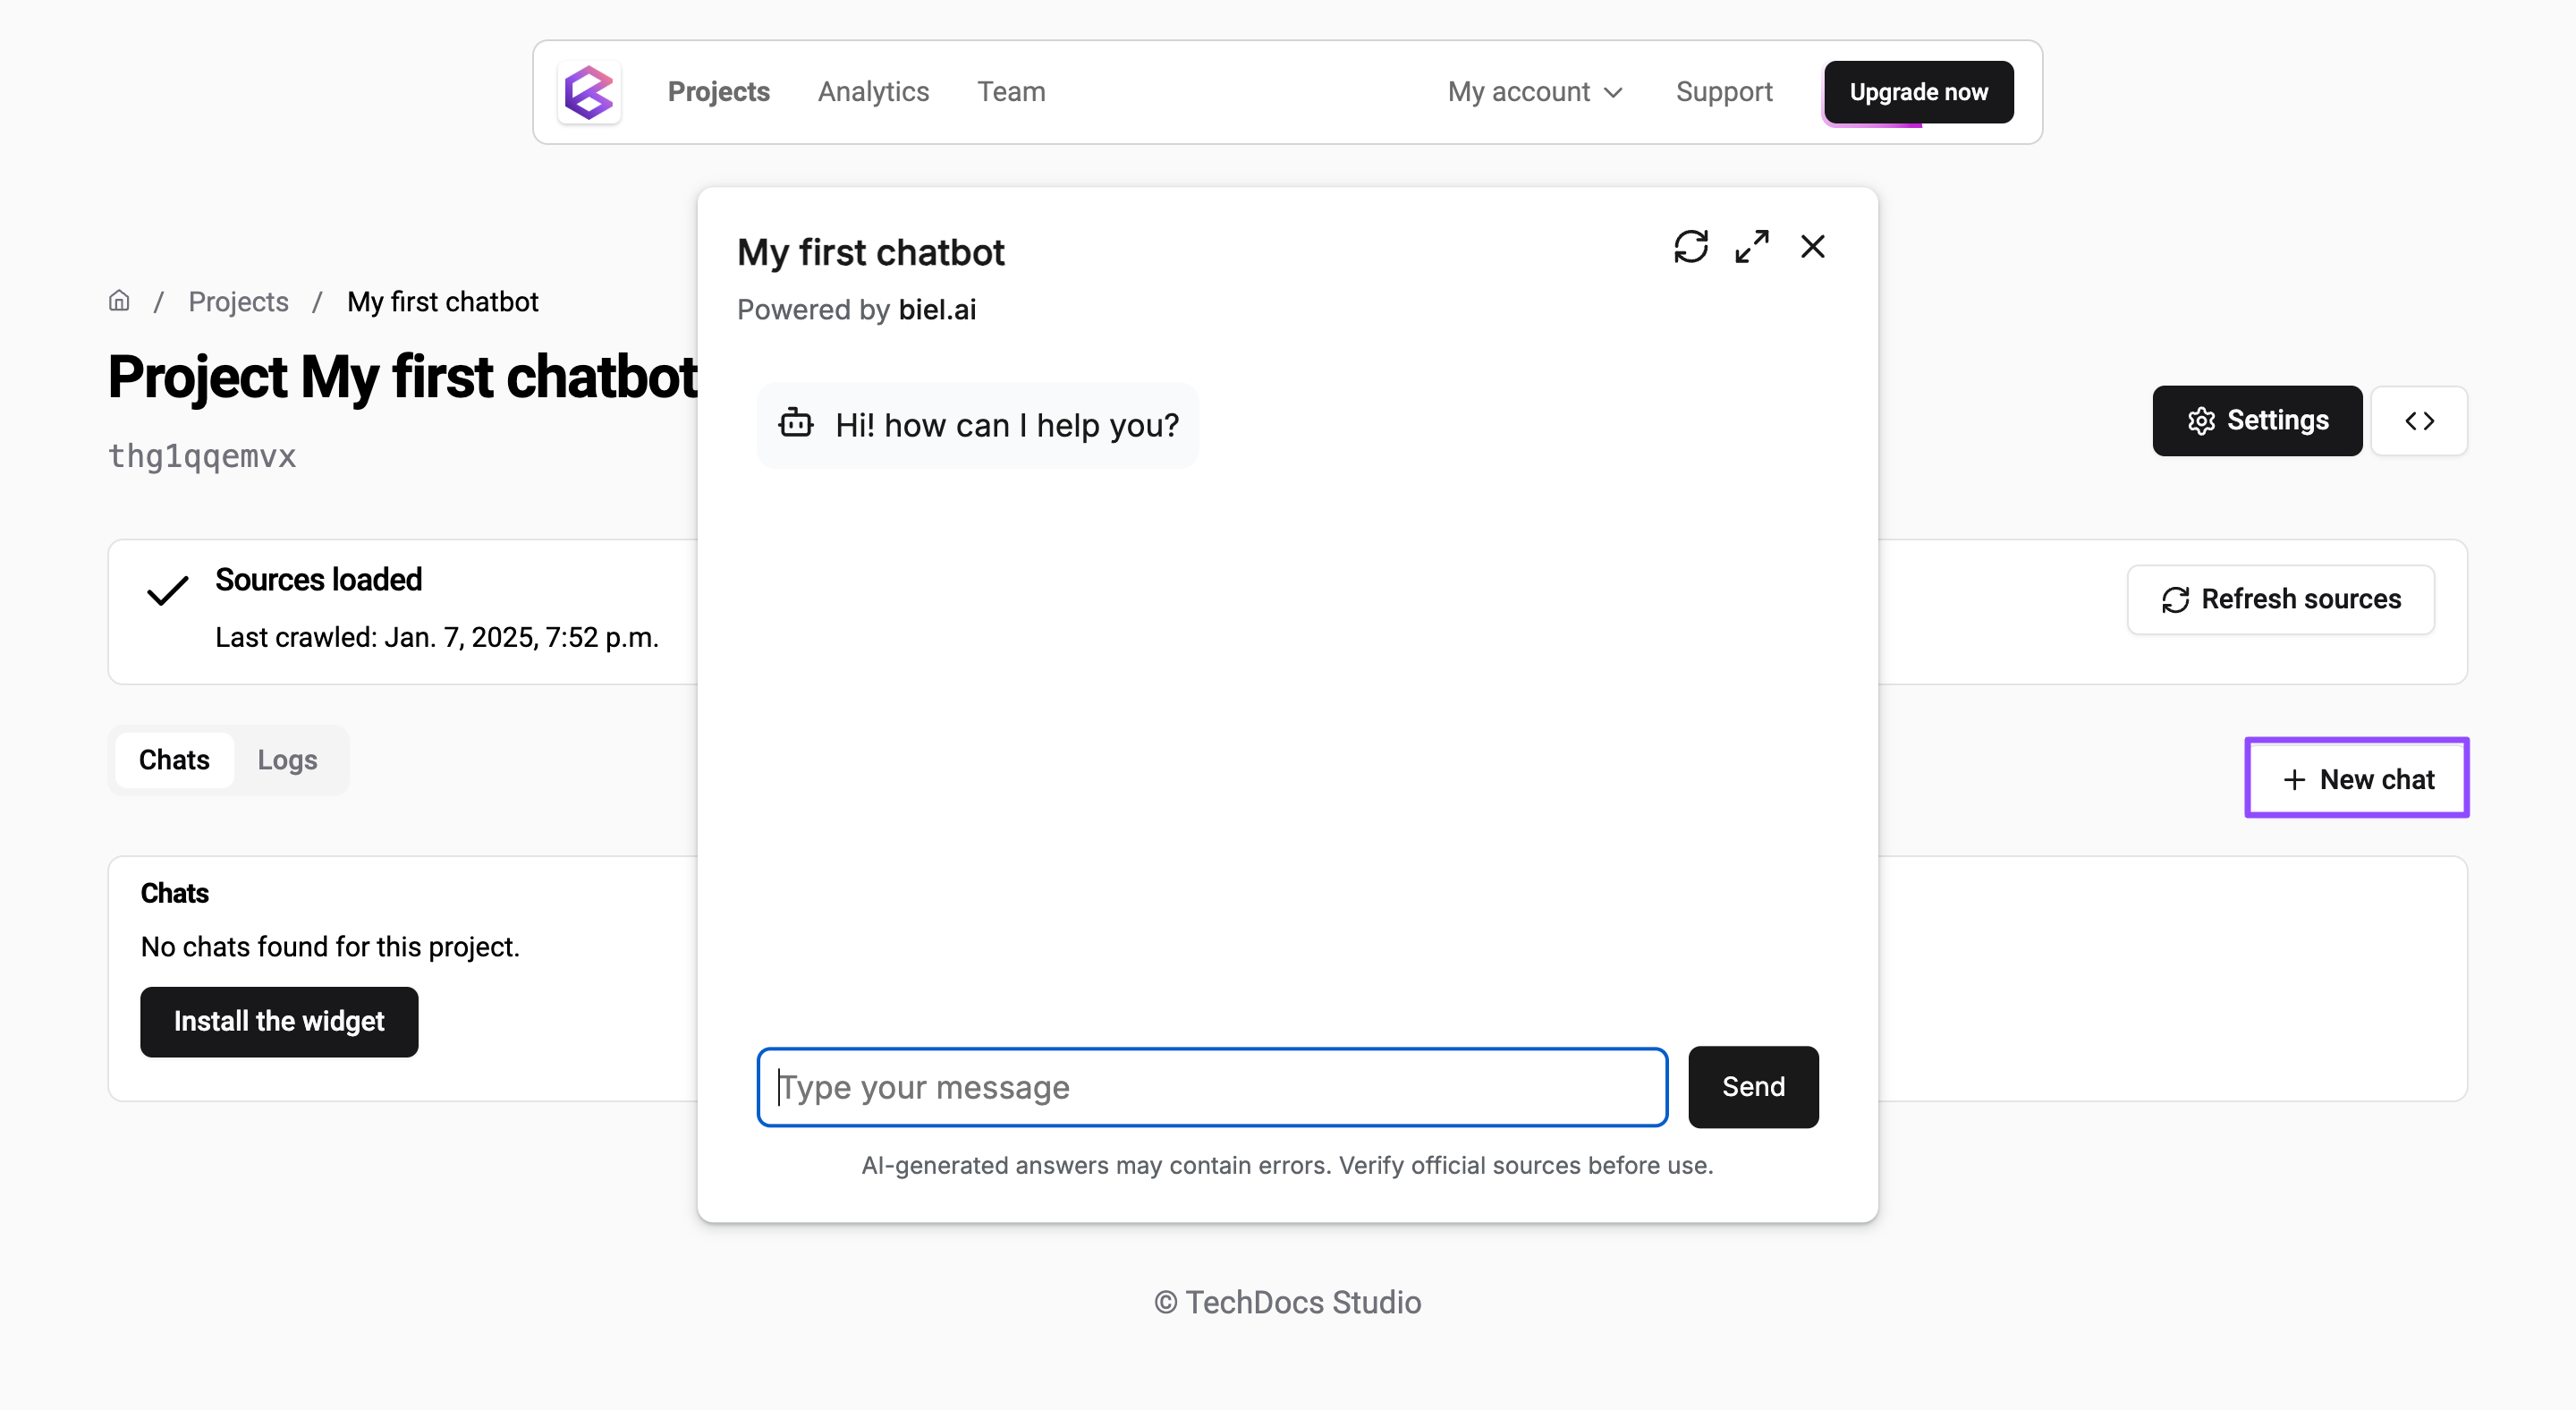 Projects Analytics Team My account Support Upgrade now
My first chatbot
Powered by biel.ai
/ Projects / My first chatbot
Project My first chatbot
thg1qqemvx
Hi! how can I help you?
Settings
Sources loaded
Last crawled: Jan. 7, 2025, 7:52 p.m.
Refresh sources
Chats Logs
+ New chat
Chats
No chats found for this project.
Install the widget
Type your message
Send
AI-generated answers may contain errors. Verify official sources before use.
© TechDocs Studio